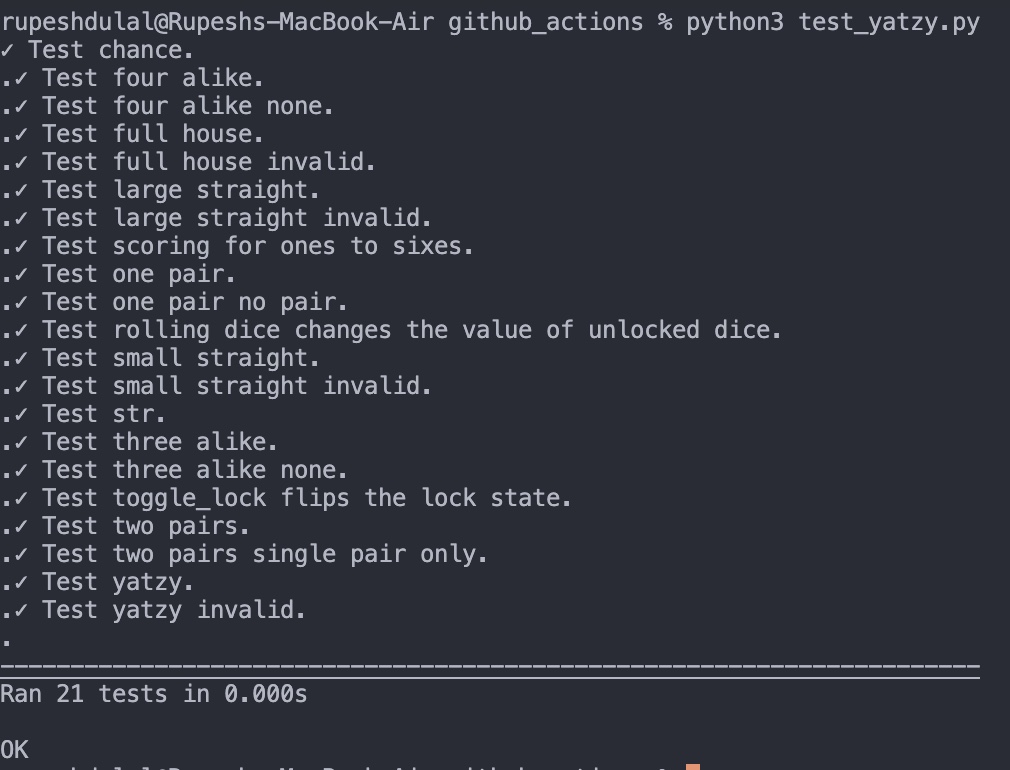 rupeshdulal@Rupeshs-MacBook-Air github_actions % python3 test_yatzy.py
✓ Test chance.
.✓ Test four alike.
.✓ Test four alike none.
.✓ Test full house.
.✓ Test full house invalid.
.✓ Test large straight.
.✓ Test large straight invalid.
.✓ Test scoring for ones to sixes.
.✓ Test one pair.
.✓ Test one pair no pair.
.✓ Test rolling dice changes the value of unlocked dice.
.✓ Test small straight.
.✓ Test small straight invalid.
.✓ Test str.
.✓ Test three alike.
.✓ Test three alike none.
.✓ Test toggle_lock flips the lock state.
.✓ Test two pairs.
.✓ Test two pairs single pair only.
.✓ Test yatzy.
.✓ Test yatzy invalid.
.
----------------------------------------------------------------------
Ran 21 tests in 0.000s
OK